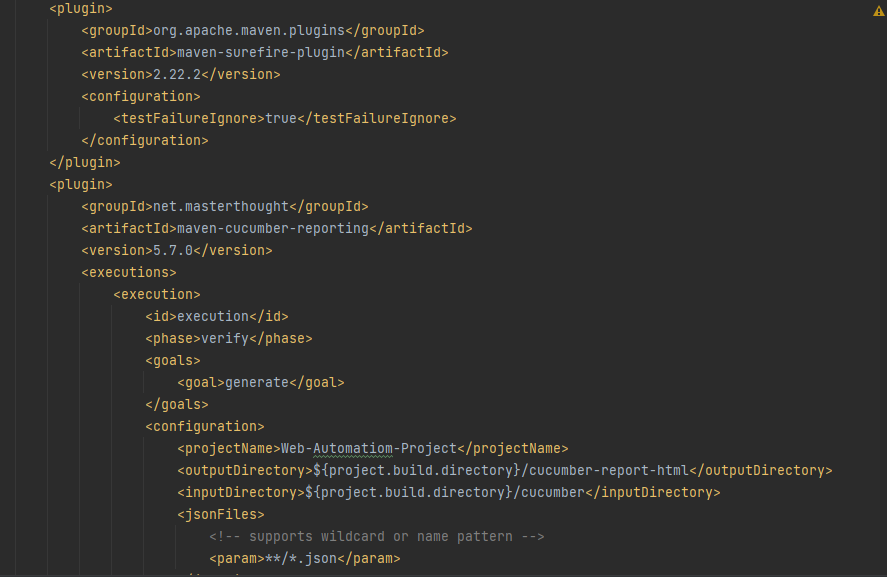 <plugin>
<groupId>org.apache.maven.plugins</groupId>
<artifactId>maven-surefire-plugin</artifactId>
<version>2.22.2</version>
<configuration>
<testFailureIgnore>true</testFailureIgnore>
</configuration>
</plugin>
<plugin>
<groupId>net.masterthought</groupId>
<artifactId>maven-cucumber-reporting</artifactId>
<version>5.7.0</version>
<executions>
<execution>
<id>execution</id>
<phase>verify</phase>
<goals>
<goal>generate</goal>
</goals>
<configuration>
<projectName>Web-Automatiom-Project</projectName>
<outputDirectory>${project.build.directory}/cucumber-report-html</outputDirectory>
<inputDirectory>${project.build.directory}/cucumber</inputDirectory>
<jsonFiles>
<!-- supports wildcard or name pattern -->
<param>**/*.json</param>